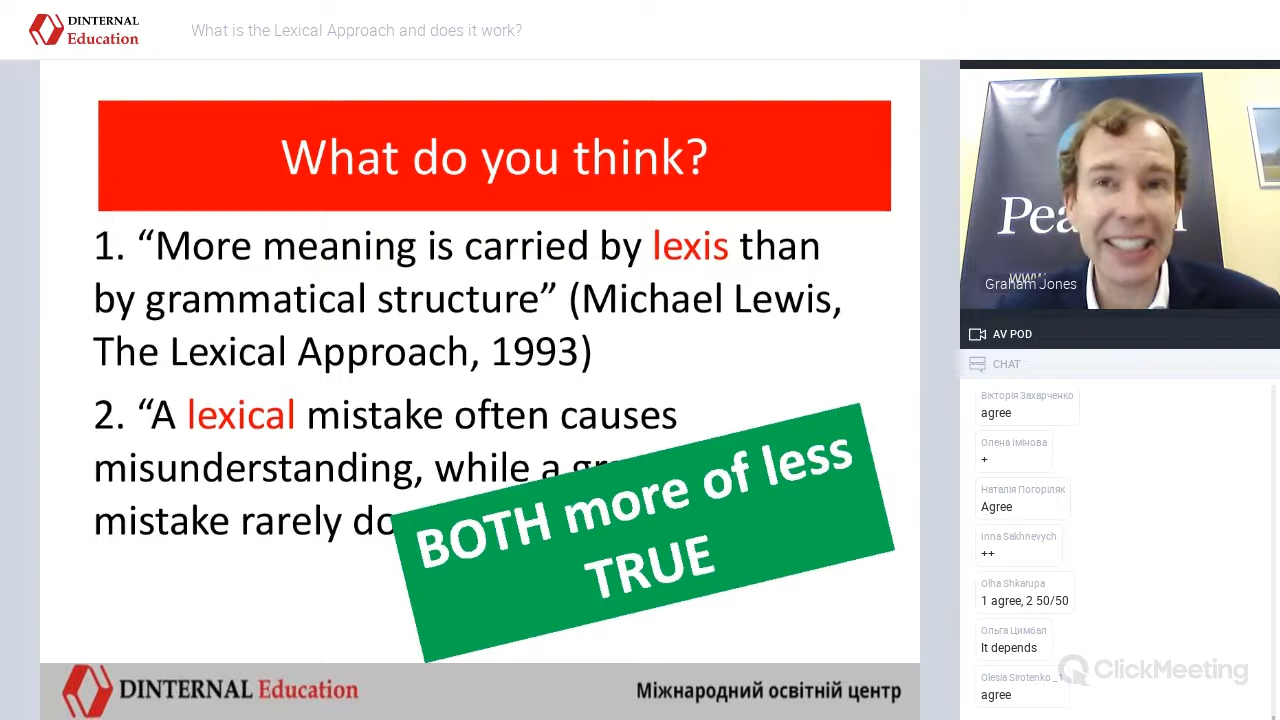 DINTERNAL
Education
What is the Lexical Approach and does it work?
What do you think?
1. “More meaning is carried by lexis than
by grammatical structure” (Michael Lewis,
The Lexical Approach, 1993)
2. “A lexical mistake often causes
misunderstanding, while a
mistake rarely
BOTH more of less
TRUE
DINTERNAL Education
Міжнародний освітній центр
Graham Jones
AV POD
CHAT
Вікторія Захарченко
agree
Олена Імінова
+
Наталія Погоріляк
Agree
Inna Sakhnevych
++
Olha Shkarupa
1 agree, 2 50/50
Ольга Цимбал
It depends
Olesia Sirotenko _1
agree
ClickMeeting